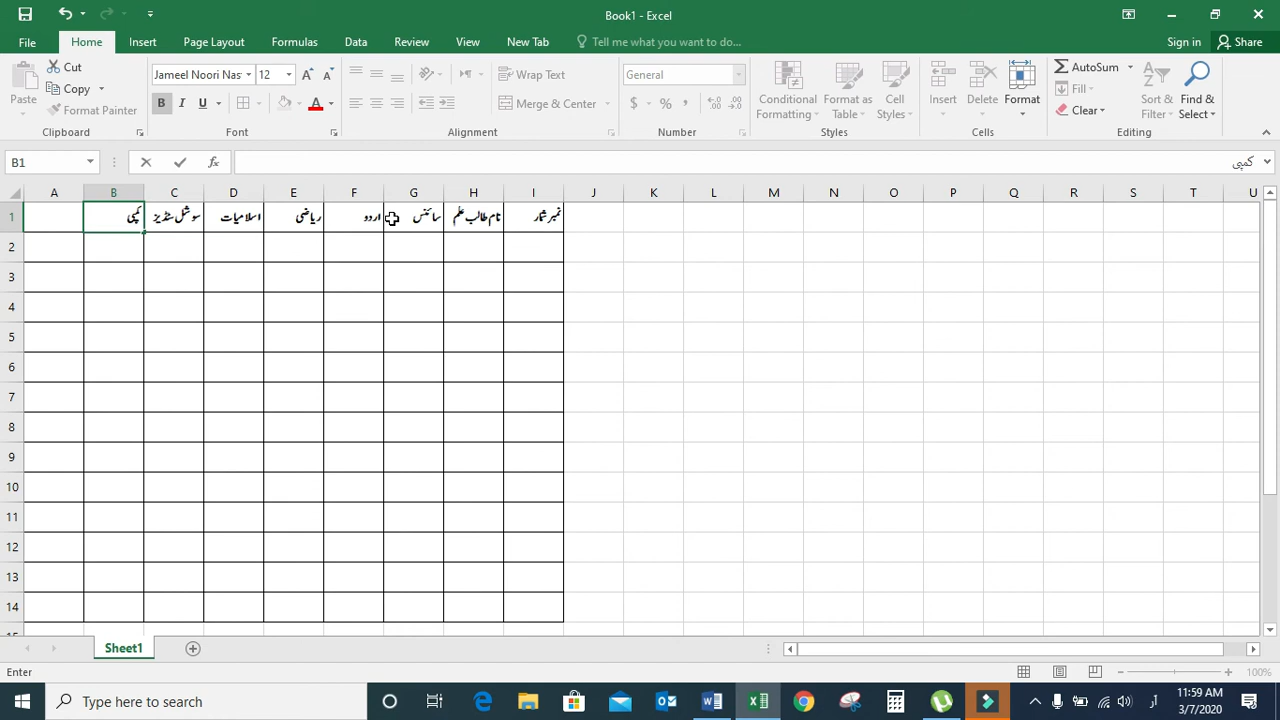 Book1 - Excel
File Home Insert Page Layout Formulas Data Review View New Tab Tell me what you want to do... Sign in Share
Cut
Copy
Format Painter
Paste
Clipboard
Jameel Noori Nas 12
B I U A
Font
Wrap Text
Merge & Center
Alignment
General
$ % ,
Number
Conditional Formatting
Format as Table
Cell Styles
Styles
Insert Delete Format
Cells
AutoSum
Fill
Clear
Sort & Filter
Find & Select
Editing
B1 fx کمپی
A B C D E F G H I J K L M N O P Q R S T U
1 نمبر شمار نام طالب علم سائنس اردو ریاضی اسلامیات سوشل سٹڈیز کمپی
2
3
4
5
6
7
8
9
10
11
12
13
14
15
Sheet1
Enter 100%
Type here to search
11:59 AM
3/7/2020